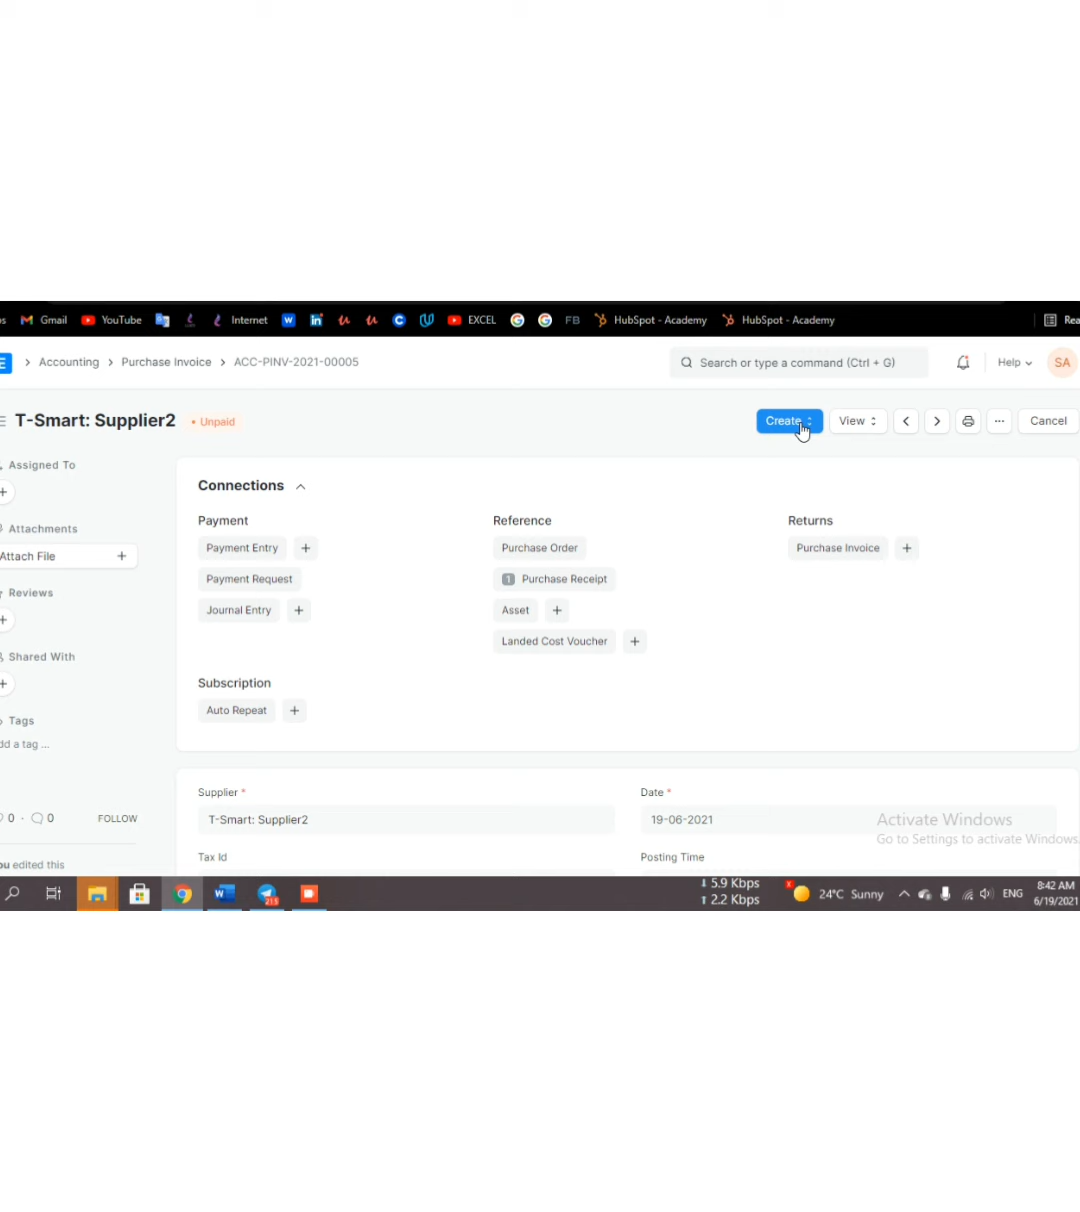 Gmail YouTube Internet EXCEL FB HubSpot - Academy HubSpot - Academy
Accounting > Purchase Invoice > ACC-PINV-2021-00005 Search or type a command (Ctrl + G) Help SA
T-Smart: Supplier2 • Unpaid Create View ... Cancel
Assigned To
+
Attachments
Attach File +
Reviews
+
Shared With
+
Tags
0 · 0 FOLLOW
edited this
Connections
Payment Reference Returns
Payment Entry + Purchase Order Purchase Invoice +
Payment Request 1 Purchase Receipt
Journal Entry + Asset +
Landed Cost Voucher +
Subscription
Auto Repeat +
Supplier * Date *
T-Smart: Supplier2 19-06-2021
Tax Id Posting Time
Activate Windows
Go to Settings to activate Windows.
5.9 Kbps
2.2 Kbps
24°C Sunny ENG
8:42 AM
6/19/2021